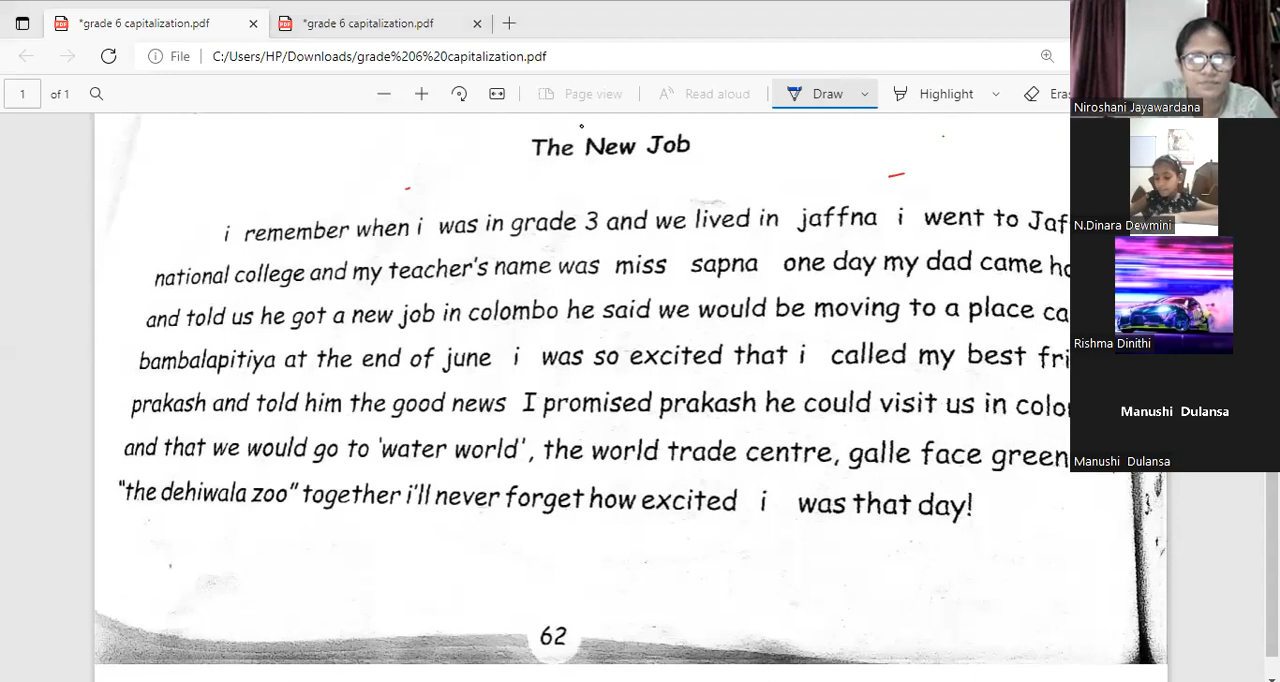 *grade 6 capitalization.pdf
*grade 6 capitalization.pdf
File C:/Users/HP/Downloads/grade%206%20capitalization.pdf
1 of 1 Page view Read aloud Draw Highlight
The New Job
i remember when i was in grade 3 and we lived in jaffna i went to
national college and my teacher's name was miss sapna one day my dad came
and told us he got a new job in colombo he said we would be moving to a place
bambalapitiya at the end of june i was so excited that i called my best
prakash and told him the good news I promised prakash he could visit us in
and that we would go to 'water world', the world trade centre, galle face green
"the dehiwala zoo" together i'll never forget how excited i was that day!
62
Niroshani Jayawardana
N.Dinara Dewmini
Rishma Dinithi
Manushi Dulansa
Manushi Dulansa